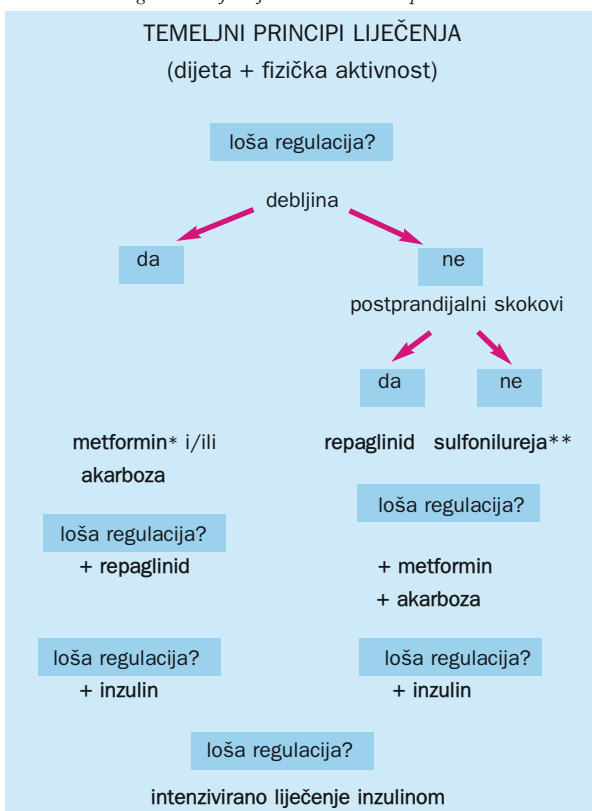 TEMELJNI PRINCIPI LIJEČENJA
(dijeta + fizička aktivnost)
loša regulacija?
debljina
da
ne
postprandijalni skokovi
da
ne
metformin* i/ili
akarboza
repaglinid
sulfonilureja**
loša regulacija?
+ repaglinid
loša regulacija?
+ metformin
+ akarboza
loša regulacija?
+ inzulin
loša regulacija?
+ inzulin
loša regulacija?
intenzivirano liječenje inzulinom